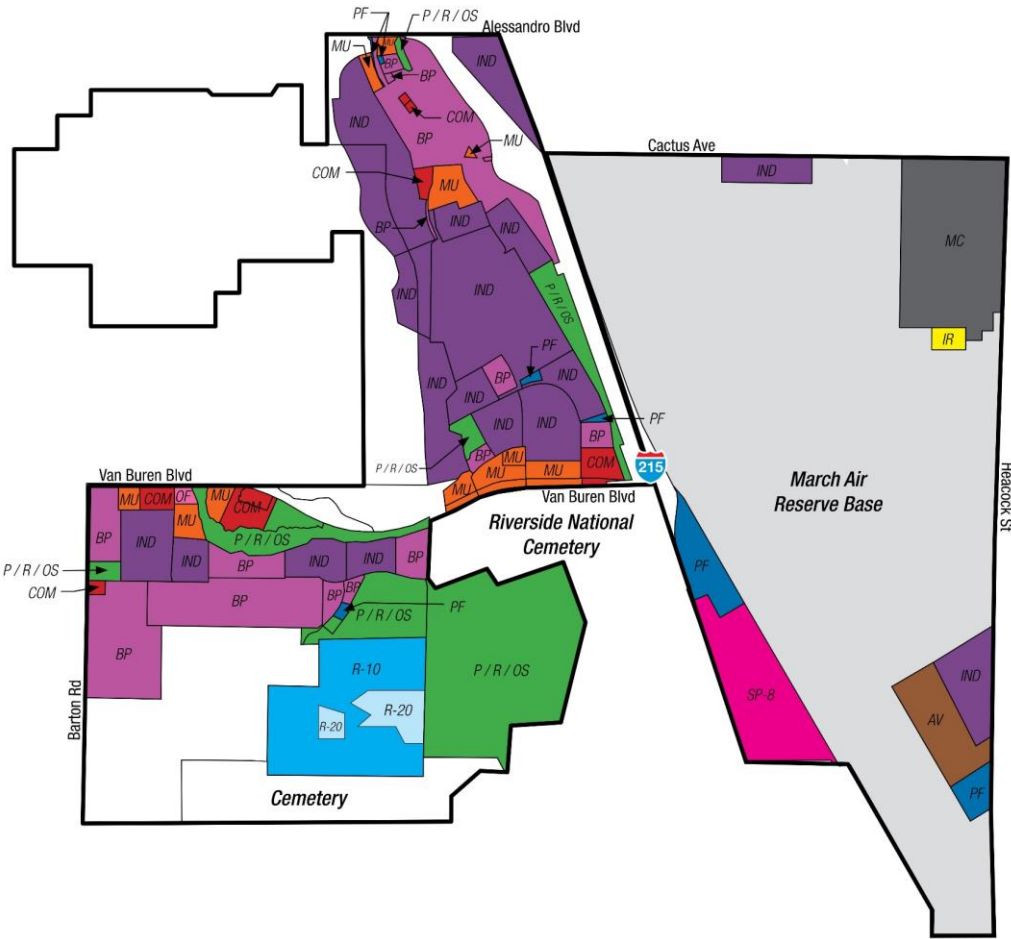 PF
P / R / OS
Alessandro Blvd
MU
MU
BP
BP
IND
IND
COM
BP
MU
Cactus Ave
COM
MU
IND
MC
BP
IND
IND
IND
IND
P / R / OS
IR
PF
IND
BP
IND
IND
IND
IND
PF
P / R / OS
BP
BP
MU
MU
MU
MU
COM
215
Van Buren Blvd
Van Buren Blvd
March Air
Reserve Base
Heacock St
Riverside National
Cemetery
MU
COM
OF
MU
COM
MU
BP
IND
IND
P / R / OS
BP
IND
IND
BP
P / R / OS
COM
BP
BP
BP
PF
P / R / OS
PF
BP
R-10
P / R / OS
R-20
R-20
SP-8
IND
AV
PF
Barton Rd
Cemetery